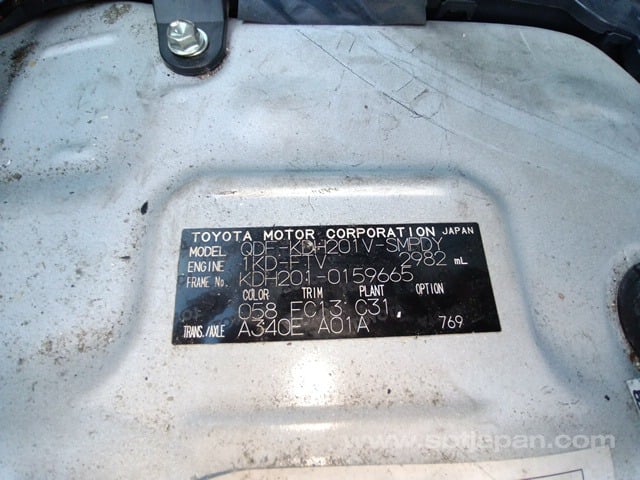 TOYOTA MOTOR CORPORATION JAPAN
MODEL QDF-KDH201V-SMPDY
ENGINE 1KD-FTV 2982 mL
FRAME No. KDH201-0159665
COLOR TRIM PLANT OPTION
058 FC13 C31
TRANS./AXLE A340E A01A 769
www.sbtjapan.com